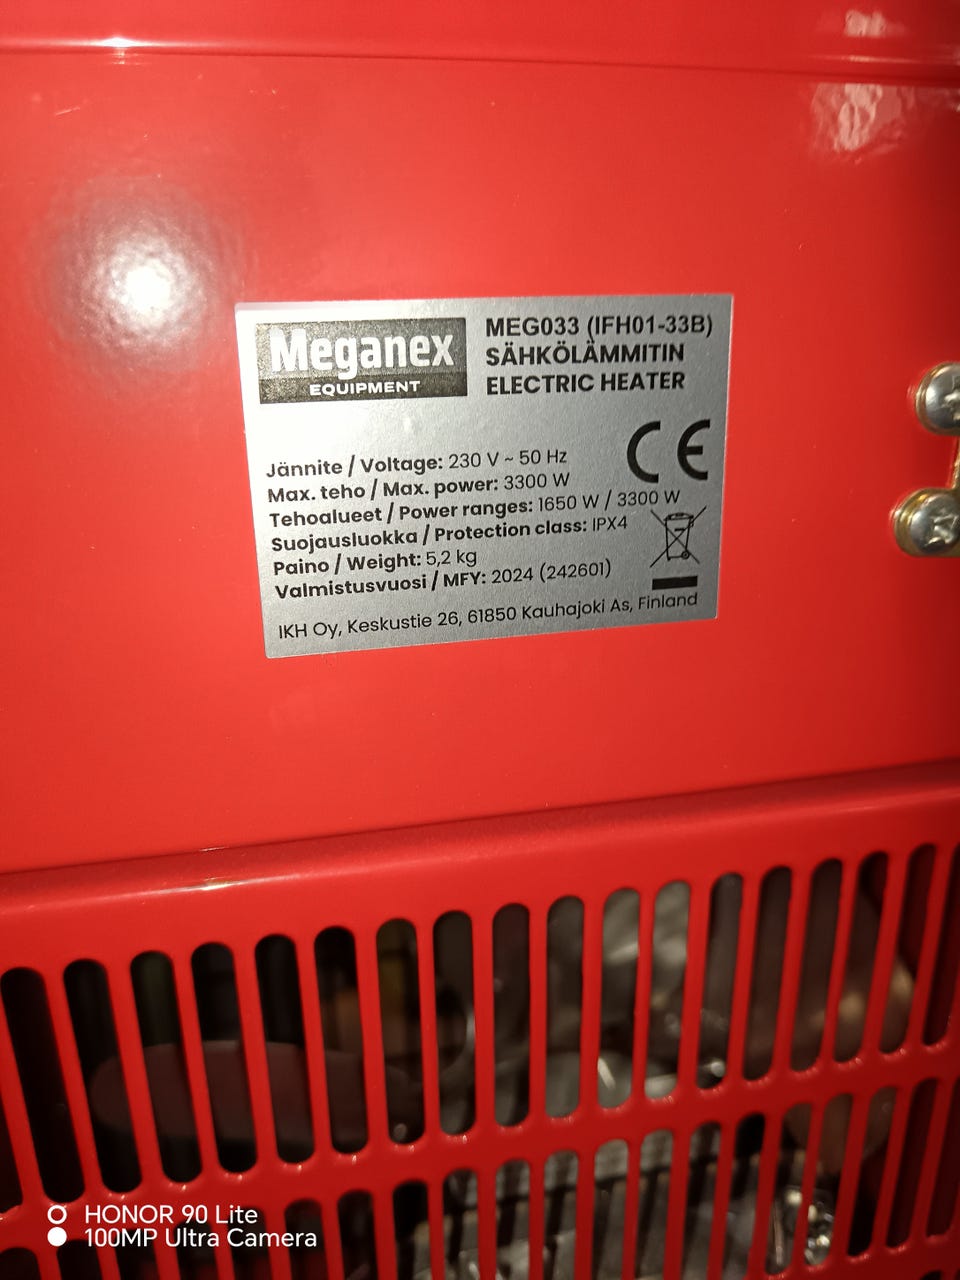 Meganex
EQUIPMENT
MEG033 (IFH01-33B)
SÄHKÖLÄMMITIN
ELECTRIC HEATER
CE
Jännite / Voltage: 230 V ~ 50 Hz
Max. teho / Max. power: 3300 W
Tehoalueet / Power ranges: 1650 W / 3300 W
Suojausluokka / Protection class: IPX4
Paino / Weight: 5,2 kg
Valmistusvuosi / MFY: 2024 (242601)
IKH Oy, Keskustie 26, 61850 Kauhajoki As, Finland
HONOR 90 Lite
100MP Ultra Camera